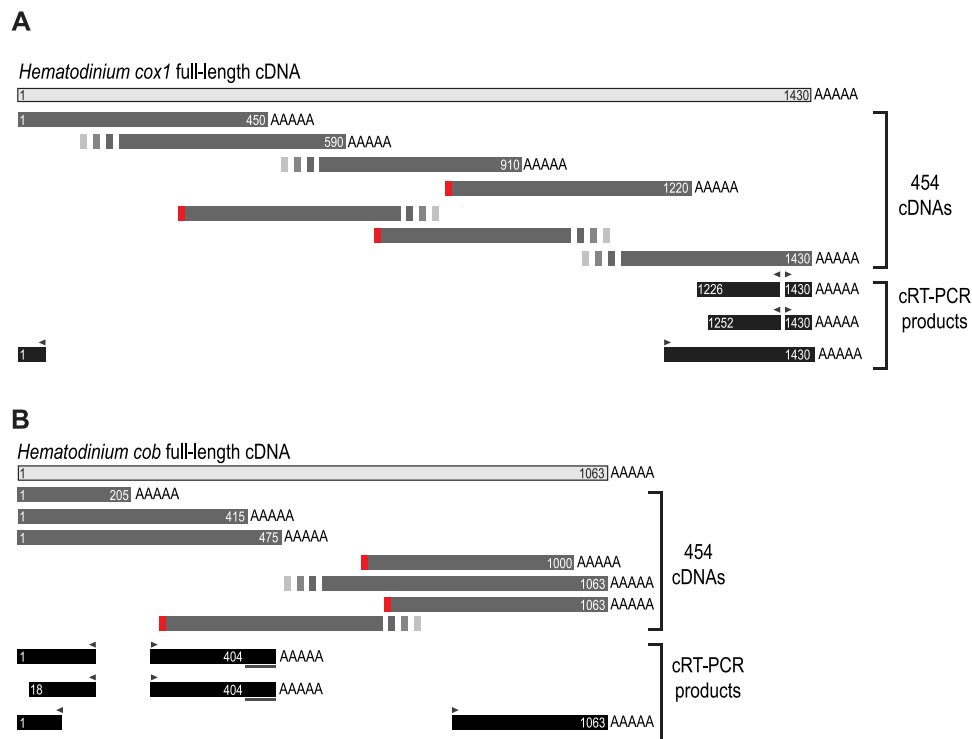 A
Hematodinium cox1 full-length cDNA
1 1430 AAAAA
1 450 AAAAA
590 AAAAA
910 AAAAA
1220 AAAAA
1430 AAAAA
454
cDNAs
1226 1430 AAAAA
1252 1430 AAAAA
1 1430 AAAAA
cRT-PCR
products
B
Hematodinium cob full-length cDNA
1 1063 AAAAA
1 205 AAAAA
1 415 AAAAA
1 475 AAAAA
1000 AAAAA
1063 AAAAA
1063 AAAAA
454
cDNAs
1 404 AAAAA
18 404 AAAAA
1 1063 AAAAA
cRT-PCR
products